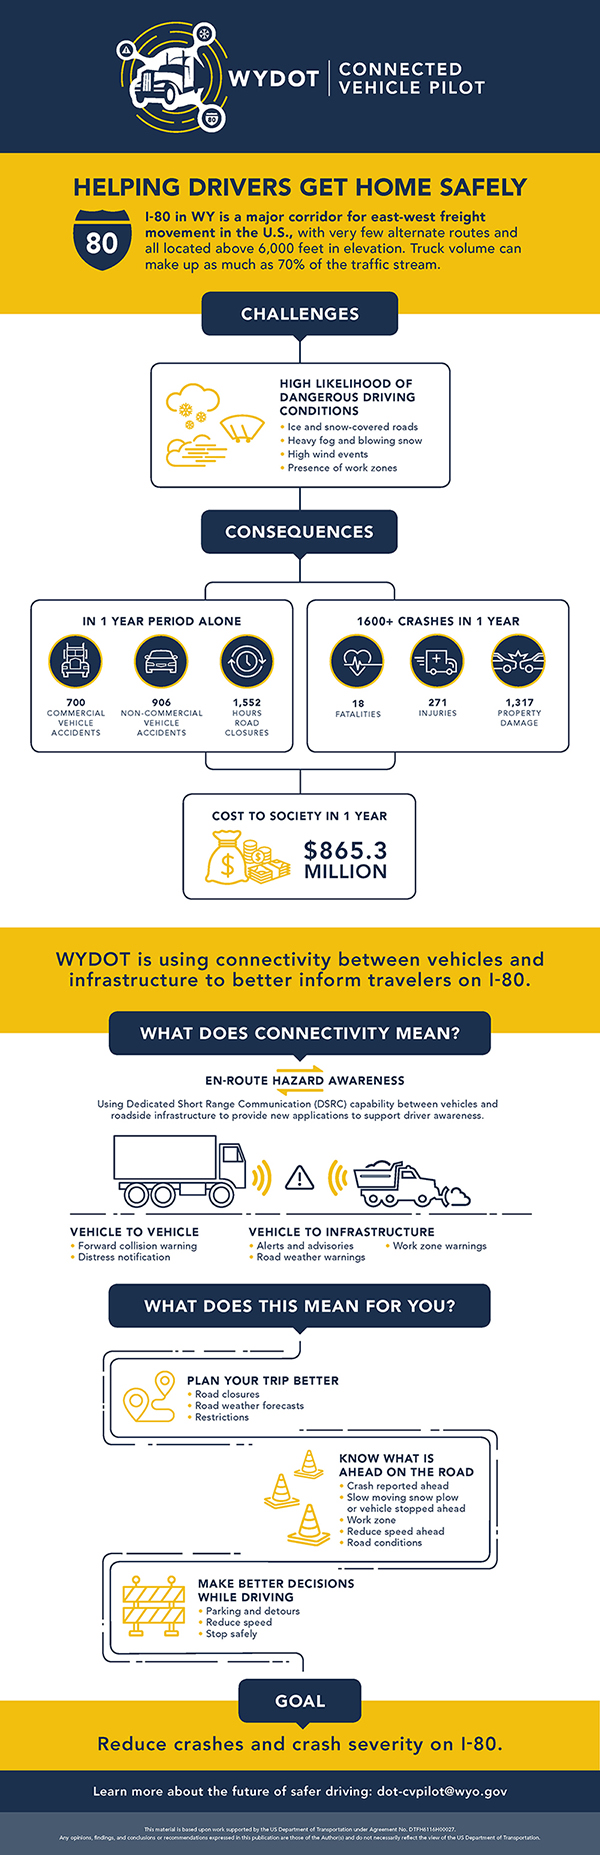 WYDOT
CONNECTED
VEHICLE PILOT
HELPING DRIVERS GET HOME SAFELY
80
I-80 in WY is a major corridor for east-west freight
movement in the U.S., with very few alternate routes and
all located above 6,000 feet in elevation. Truck volume can
make up as much as 70% of the traffic stream.
CHALLENGES
HIGH LIKELIHOOD OF
DANGEROUS DRIVING
CONDITIONS
• Ice and snow-covered roads
• Heavy fog and blowing snow
• High wind events
• Presence of work zones
CONSEQUENCES
IN 1 YEAR PERIOD ALONE
700
COMMERCIAL
VEHICLE
ACCIDENTS
906
NON-COMMERCIAL
VEHICLE
ACCIDENTS
1,552
HOURS
ROAD
CLOSURES
1600+ CRASHES IN 1 YEAR
18
FATALITIES
271
INJURIES
1,317
PROPERTY
DAMAGE
COST TO SOCIETY IN 1 YEAR
$
$865.3
MILLION
WYDOT is using connectivity between vehicles and
infrastructure to better inform travelers on I-80.
WHAT DOES CONNECTIVITY MEAN?
EN-ROUTE HAZARD AWARENESS
Using Dedicated Short Range Communication (DSRC) capability between vehicles and
roadside infrastructure to provide new applications to support driver awareness.
VEHICLE TO VEHICLE
• Forward collision warning
• Distress notification
VEHICLE TO INFRASTRUCTURE
• Alerts and advisories
• Road weather warnings
• Work zone warnings
WHAT DOES THIS MEAN FOR YOU?
PLAN YOUR TRIP BETTER
• Road closures
• Road weather forecasts
• Restrictions
KNOW WHAT IS
AHEAD ON THE ROAD
• Crash reported ahead
• Slow moving snow plow
or vehicle stopped ahead
• Work zone
• Reduce speed ahead
• Road conditions
MAKE BETTER DECISIONS
WHILE DRIVING
• Parking and detours
• Reduce speed
• Stop safely
GOAL
Reduce crashes and crash severity on I-80.
Learn more about the future of safer driving: dot-cvpilot@wyo.gov
This material is based upon work supported by the US Department of Transportation under Agreement No. DTFH6116H00027.
Any opinions, findings, and conclusions or recommendations expressed in this publication are those of the Author(s) and do not necessarily reflect the view of the US Department of Transportation.